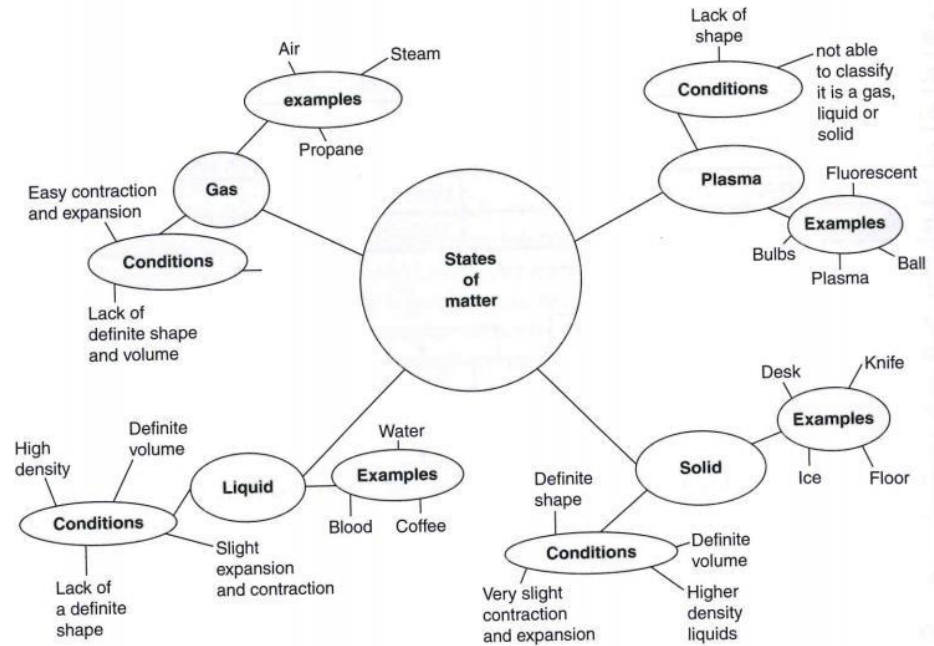 Air
Steam
examples
Propane
Gas
Easy contraction
and expansion
Conditions
Lack of
definite shape
and volume
Lack of
shape
Conditions
not able
to classify
it is a gas,
liquid or
solid
Plasma
Fluorescent
Examples
Bulbs
Plasma
Ball
States
of
matter
High
density
Definite
volume
Liquid
Conditions
Lack of
a definite
shape
Slight
expansion
and contraction
Water
Examples
Blood
Coffee
Desk
Knife
Examples
Ice
Floor
Solid
Definite
shape
Conditions
Definite
volume
Very slight
contraction
and expansion
Higher
density
liquids